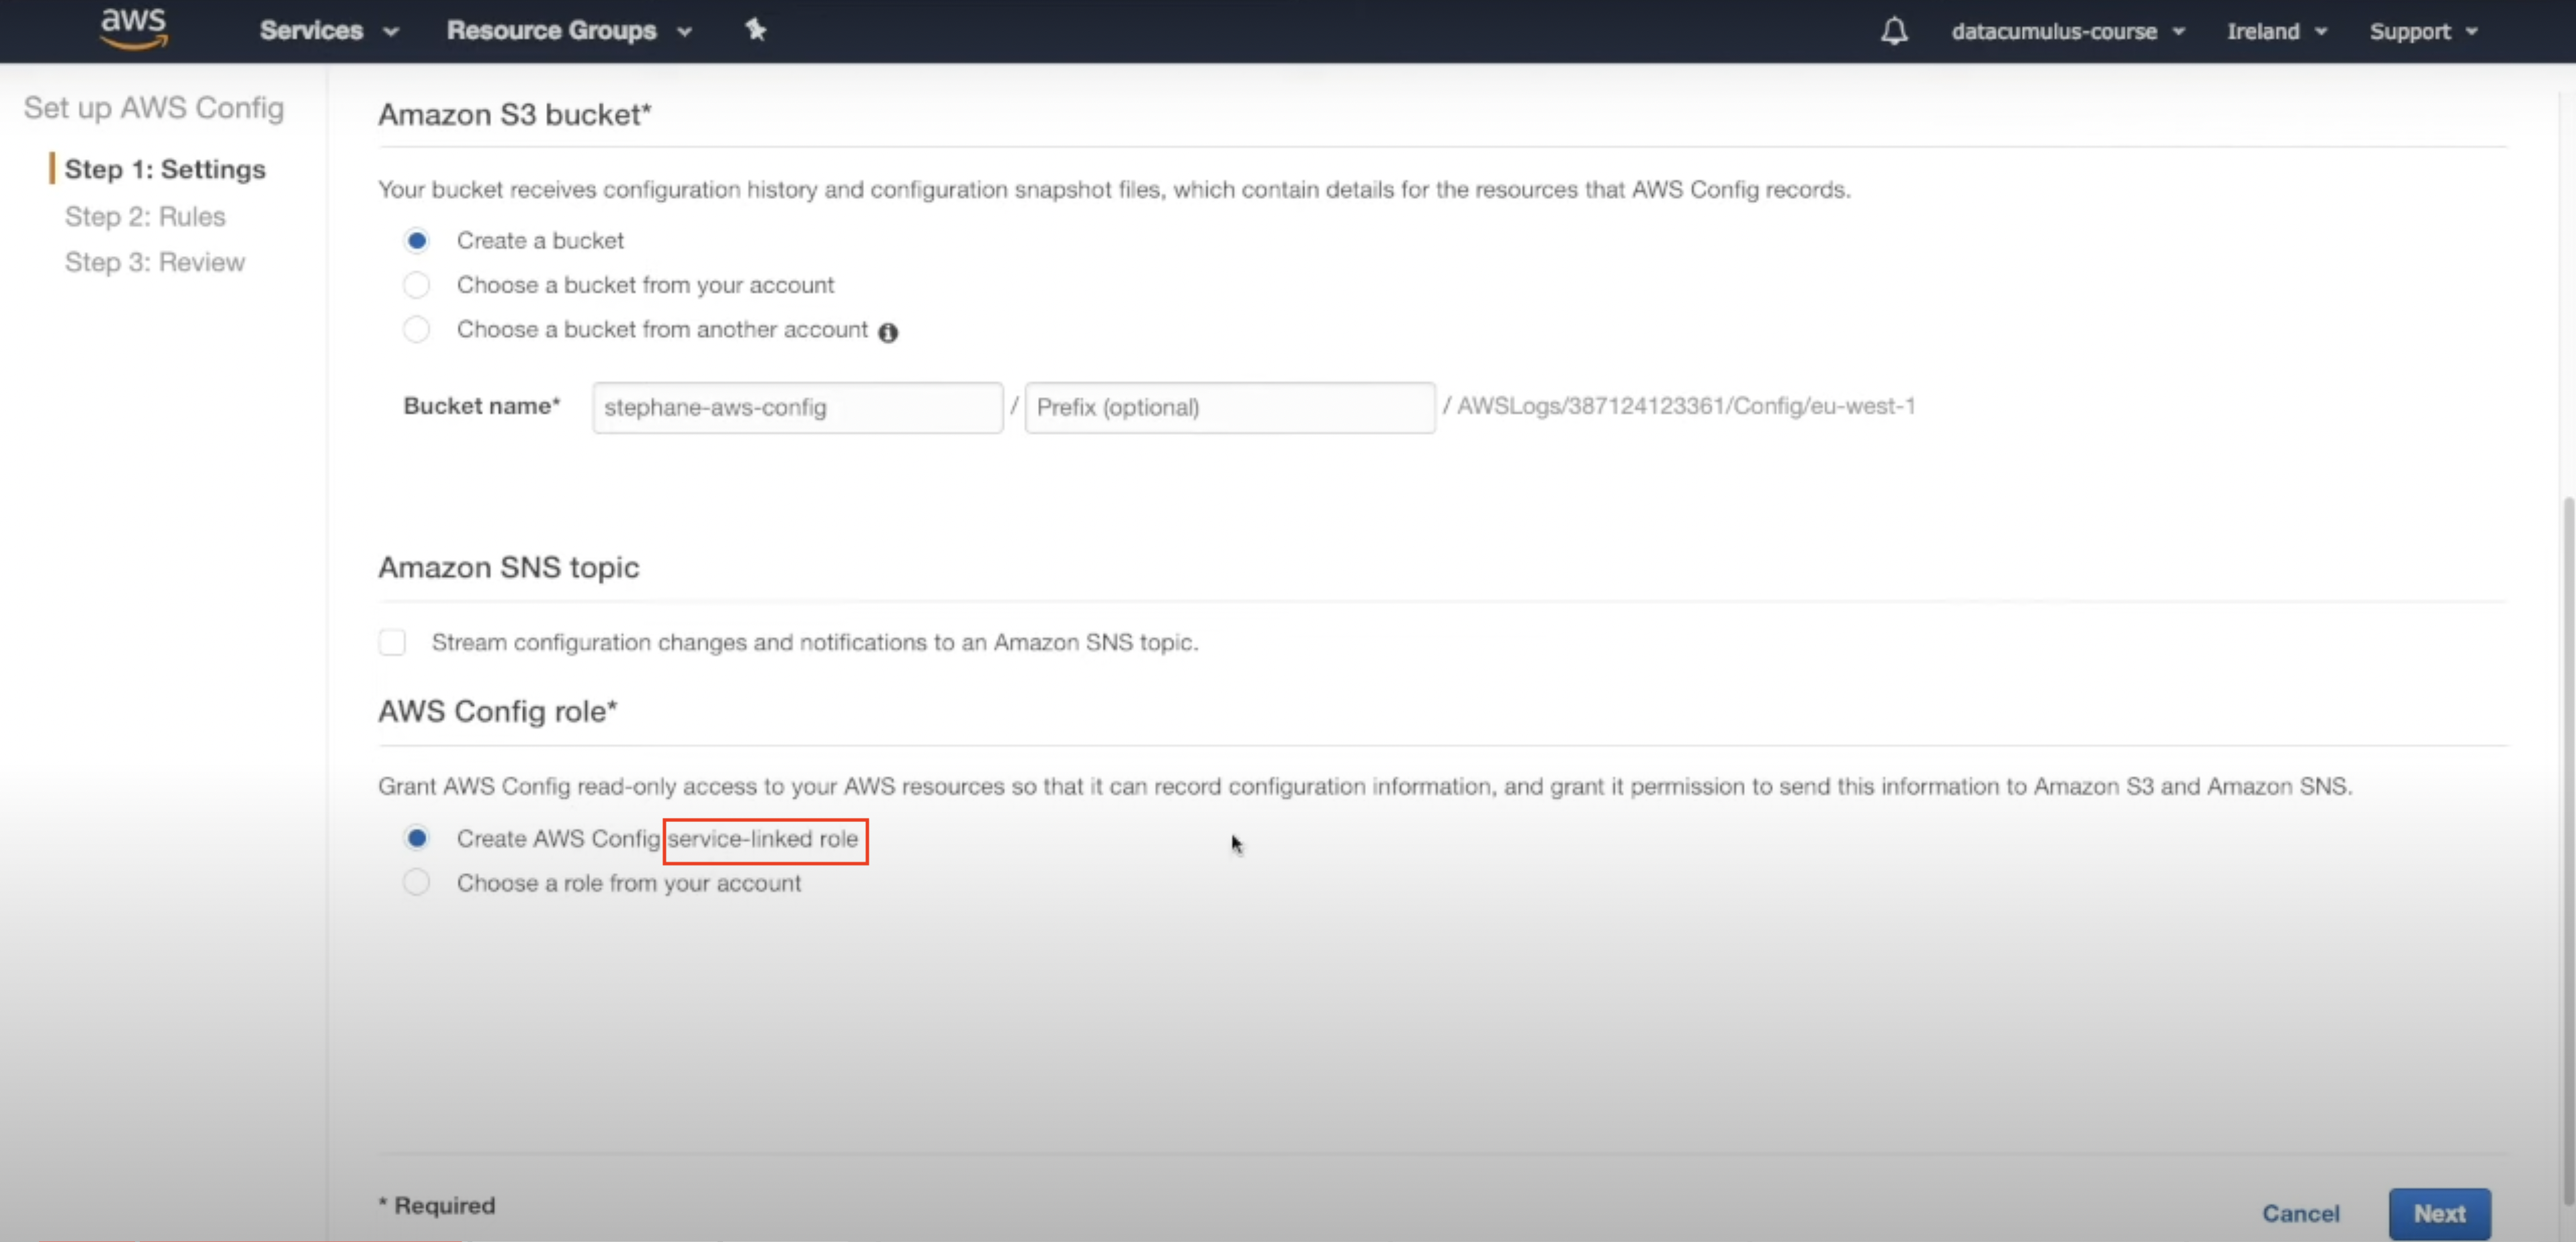 aws Services Resource Groups datacumulus-course Ireland Support
Set up AWS Config
Step 1: Settings
Step 2: Rules
Step 3: Review
Amazon S3 bucket*
Your bucket receives configuration history and configuration snapshot files, which contain details for the resources that AWS Config records.
Create a bucket
Choose a bucket from your account
Choose a bucket from another account
Bucket name* stephane-aws-config / Prefix (optional) / AWSLogs/387124123361/Config/eu-west-1
Amazon SNS topic
Stream configuration changes and notifications to an Amazon SNS topic.
AWS Config role*
Grant AWS Config read-only access to your AWS resources so that it can record configuration information, and grant it permission to send this information to Amazon S3 and Amazon SNS.
Create AWS Config service-linked role
Choose a role from your account
* Required
Cancel Next